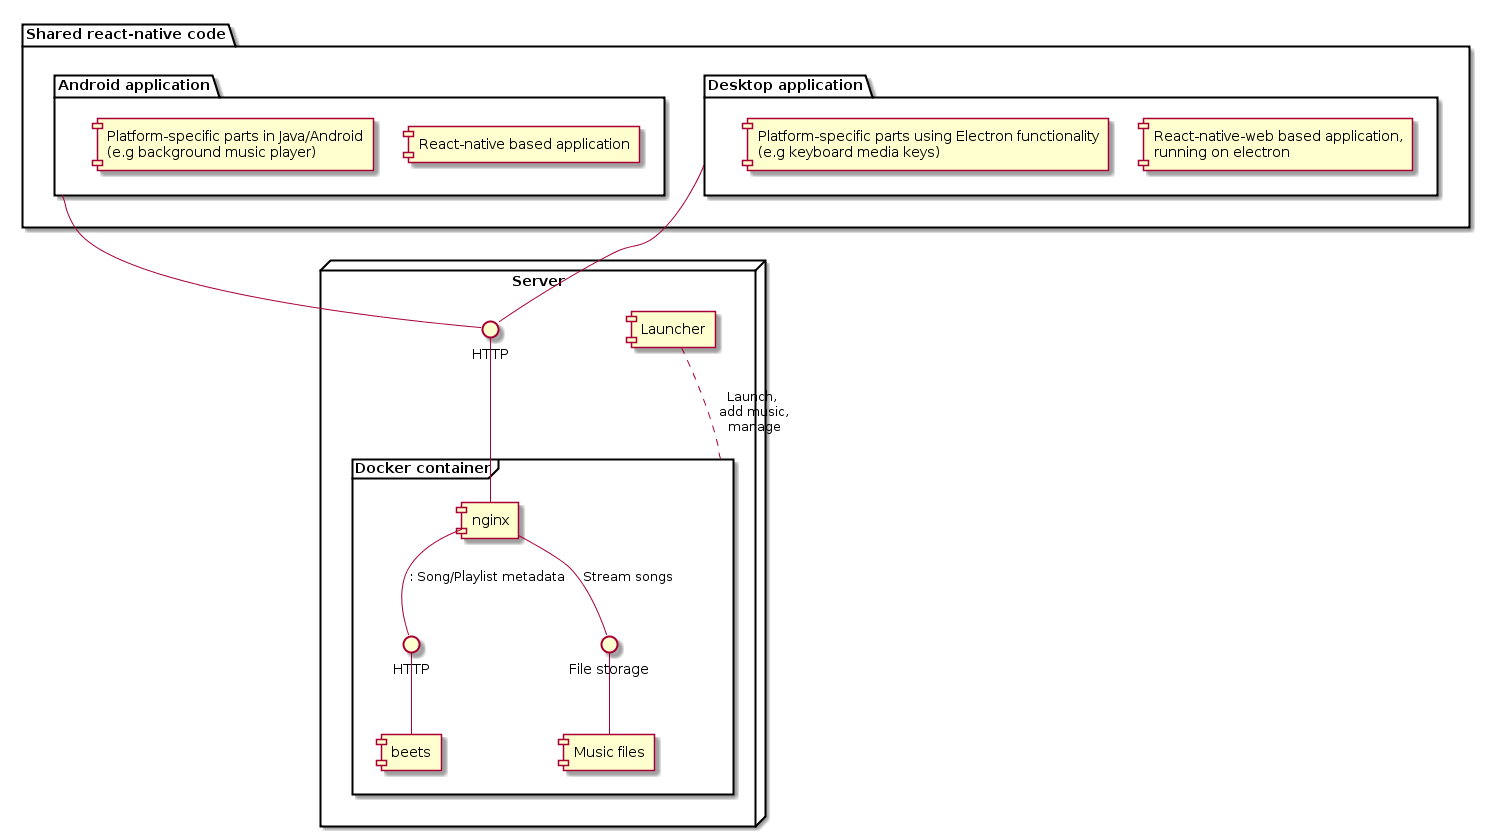 Shared react-native code
Android application
Platform-specific parts in Java/Android
(e.g background music player)
React-native based application
Desktop application
Platform-specific parts using Electron functionality
(e.g keyboard media keys)
React-native-web based application,
running on electron
Server
HTTP
Launcher
Launch,
add music,
manage
Docker container
nginx
: Song/Playlist metadata
Stream songs
HTTP
File storage
beets
Music files